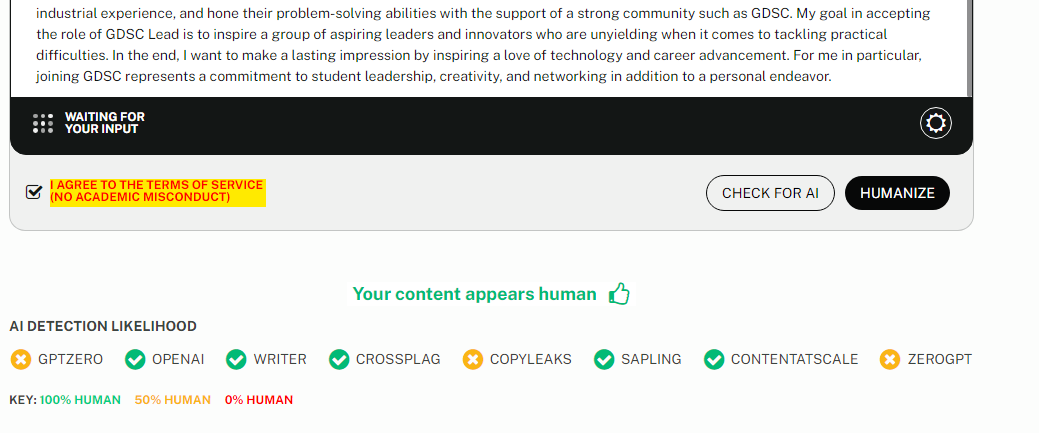 industrial experience, and hone their problem-solving abilities with the support of a strong community such as GDSC. My goal in accepting
the role of GDSC Lead is to inspire a group of aspiring leaders and innovators who are unyielding when it comes to tackling practical
difficulties. In the end, I want to make a lasting impression by inspiring a love of technology and career advancement. For me in particular,
joining GDSC represents a commitment to student leadership, creativity, and networking in addition to a personal endeavor.
WAITING FOR
YOUR INPUT
I AGREE TO THE TERMS OF SERVICE
(NO ACADEMIC MISCONDUCT)
CHECK FOR AI
HUMANIZE
Your content appears human
AI DETECTION LIKELIHOOD
GPTZERO OPENAI WRITER CROSSPLAG COPYLEAKS SAPLING CONTENTATSCALE ZEROGPT
KEY: 100% HUMAN 50% HUMAN 0% HUMAN